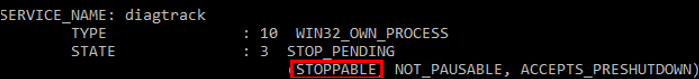 SERVICE_NAME: diagtrack
TYPE : 10 WIN32_OWN_PROCESS
STATE : 3 STOP_PENDING
(STOPPABLE, NOT_PAUSABLE, ACCEPTS_PRESHUTDOWN)